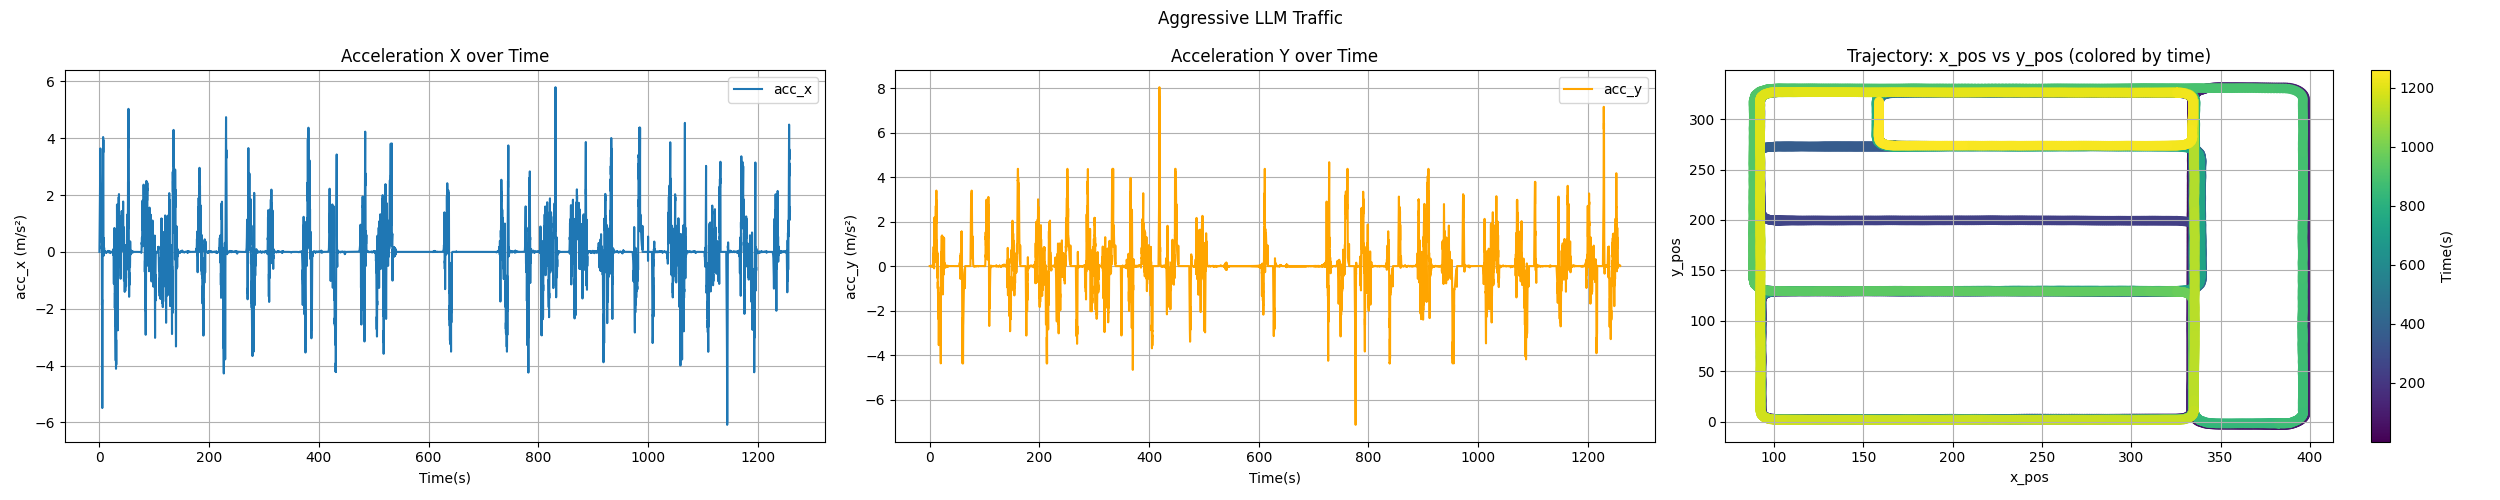 Aggressive LLM Traffic
Acceleration X over Time
acc_x (m/s²)
6
4
2
0
−2
−4
−6
acc_x
0 200 400 600 800 1000 1200
Time(s)
Acceleration Y over Time
acc_y (m/s²)
8
6
4
2
0
−2
−4
−6
acc_y
0 200 400 600 800 1000 1200
Time(s)
Trajectory: x_pos vs y_pos (colored by time)
y_pos
300
250
200
150
100
50
0
100 150 200 250 300 350 400
x_pos
1200
1000
800
600
400
200
Time(s)